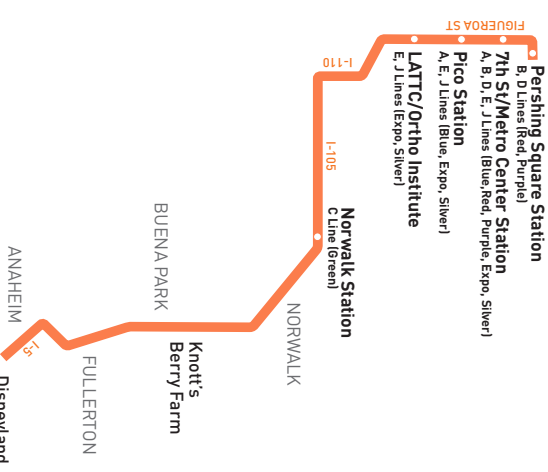 FIGUEROA ST
Pershing Square Station
B, D Lines (Red, Purple)
7th St/Metro Center Station
A, B, D, E, J Lines (Blue,Red, Purple, Expo, Silver)
Pico Station
A, E, J Lines (Blue, Expo, Silver)
LATTC/Ortho Institute
E, J Lines (Expo, Silver)
I-110
I-105
Norwalk Station
C Line (Green)
NORWALK
Knott's
Berry Farm
BUENA PARK
FULLERTON
I-5
ANAHEIM
Disneyland